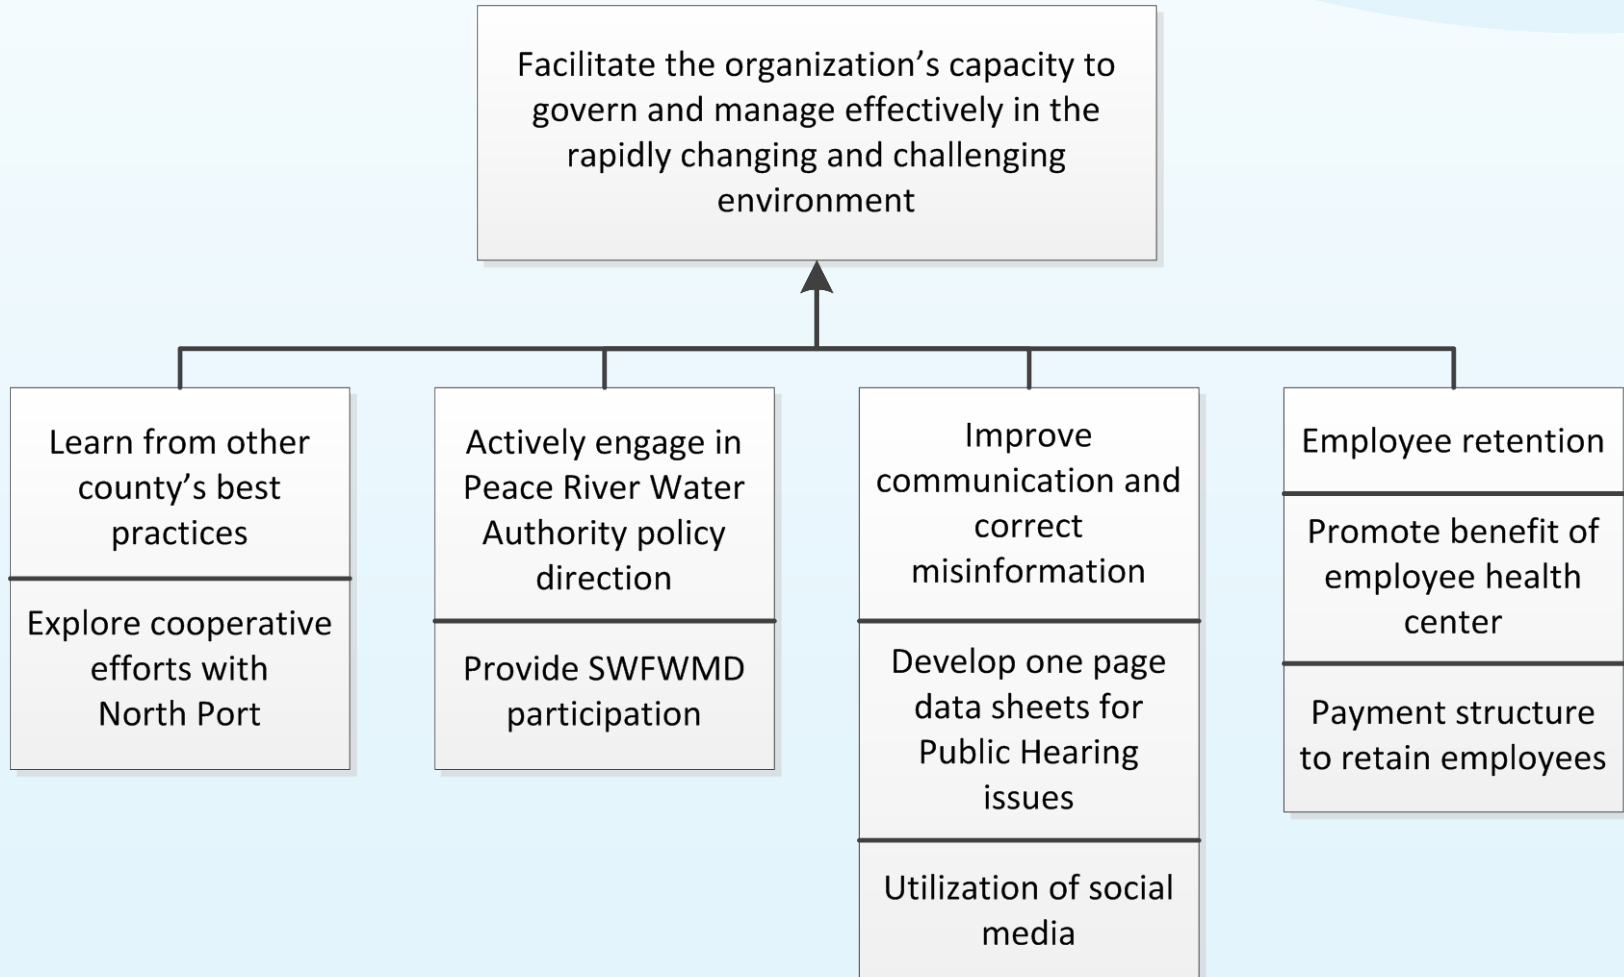 Facilitate the organization’s capacity to
govern and manage effectively in the
rapidly changing and challenging
environment
Learn from other
county’s best
practices
Explore cooperative
efforts with
North Port
Actively engage in
Peace River Water
Authority policy
direction
Provide SWFWMD
participation
Improve
communication and
correct
misinformation
Develop one page
data sheets for
Public Hearing
issues
Utilization of social
media
Employee retention
Promote benefit of
employee health
center
Payment structure
to retain employees